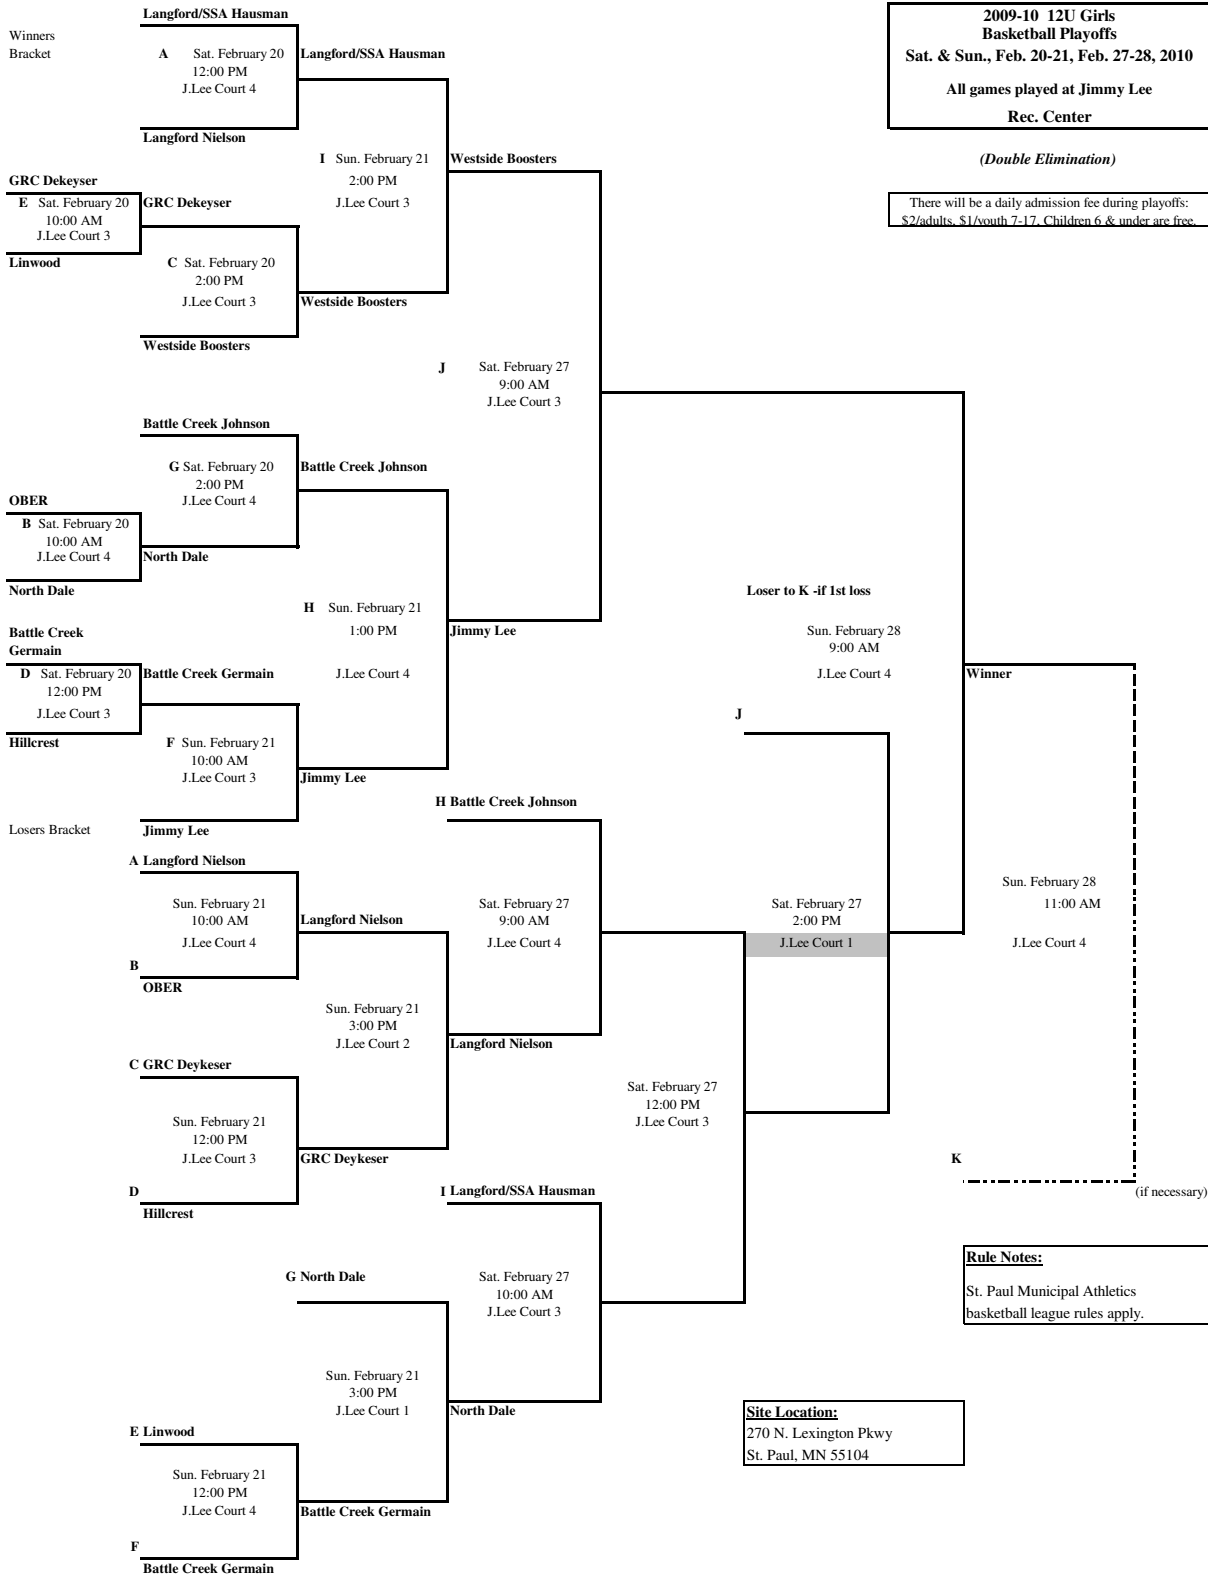 Langford/SSA Hausman
Winners
Bracket
A Sat. February 20
12:00 PM
J.Lee Court 4
Langford/SSA Hausman
Langford Nielson
2009-10 12U Girls
Basketball Playoffs
Sat. & Sun., Feb. 20-21, Feb. 27-28, 2010
All games played at Jimmy Lee
Rec. Center
(Double Elimination)
There will be a daily admission fee during playoffs:
$2/adults, $1/youth 7-17, Children 6 & under are free.
I Sun. February 21
2:00 PM
J.Lee Court 3
Westside Boosters
GRC Dekeyser
E Sat. February 20
10:00 AM
J.Lee Court 3
GRC Dekeyser
Linwood
C Sat. February 20
2:00 PM
J.Lee Court 3
Westside Boosters
Westside Boosters
J Sat. February 27
9:00 AM
J.Lee Court 3
Battle Creek Johnson
G Sat. February 20
2:00 PM
J.Lee Court 4
Battle Creek Johnson
OBER
B Sat. February 20
10:00 AM
J.Lee Court 4
North Dale
North Dale
H Sun. February 21
1:00 PM
J.Lee Court 4
Jimmy Lee
Battle Creek
Germain
D Sat. February 20
12:00 PM
J.Lee Court 3
Battle Creek Germain
Hillcrest
F Sun. February 21
10:00 AM
J.Lee Court 3
Jimmy Lee
Jimmy Lee
Loser to K -if 1st loss
Sun. February 28
9:00 AM
J.Lee Court 4
Winner
J
H Battle Creek Johnson
Losers Bracket
A Langford Nielson
Sun. February 21
10:00 AM
J.Lee Court 4
Langford Nielson
B
OBER
Sat. February 27
9:00 AM
J.Lee Court 4
Sat. February 27
2:00 PM
J.Lee Court 1
Sun. February 28
11:00 AM
J.Lee Court 4
Sun. February 21
3:00 PM
J.Lee Court 2
Langford Nielson
C GRC Deykeser
Sun. February 21
12:00 PM
J.Lee Court 3
GRC Deykeser
D
Hillcrest
Sat. February 27
12:00 PM
J.Lee Court 3
K
(if necessary)
I Langford/SSA Hausman
G North Dale
Sat. February 27
10:00 AM
J.Lee Court 3
Rule Notes:
St. Paul Municipal Athletics
basketball league rules apply.
Sun. February 21
3:00 PM
J.Lee Court 1
North Dale
Site Location:
270 N. Lexington Pkwy
St. Paul, MN 55104
E Linwood
Sun. February 21
12:00 PM
J.Lee Court 4
Battle Creek Germain
F
Battle Creek Germain